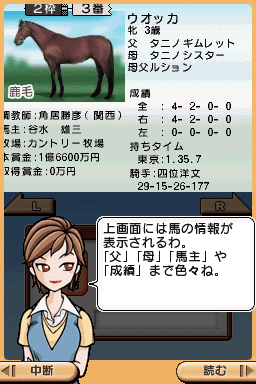 2枠 3番
ウオッカ
牝 3歳
父 タニノギムレット
母 タニノシスター
母父ルション
鹿毛
成績
全 : 4- 2- 0- 0
右 : 4- 2- 0- 0
左 : 0- 0- 0- 0
調教師:角居勝彦(関西)
馬主:谷水 雄三
牧場:カントリー牧場
本賞金:1億6600万円
収得賞金:0万円
持ちタイム
東京:1.35.7
騎手:四位洋文
29-15-26-177
L
R
上画面には馬の情報が
表示されるわ。
「父」「母」「馬主」や
「成績」まで色々ね。
中断
読む